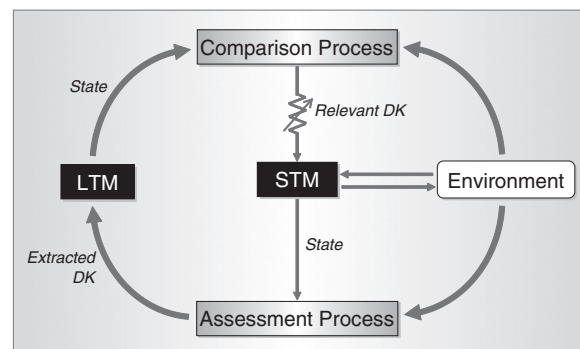 Comparison Process
State
Relevant DK
LTM
STM
Environment
Extracted
DK
State
Assessment Process